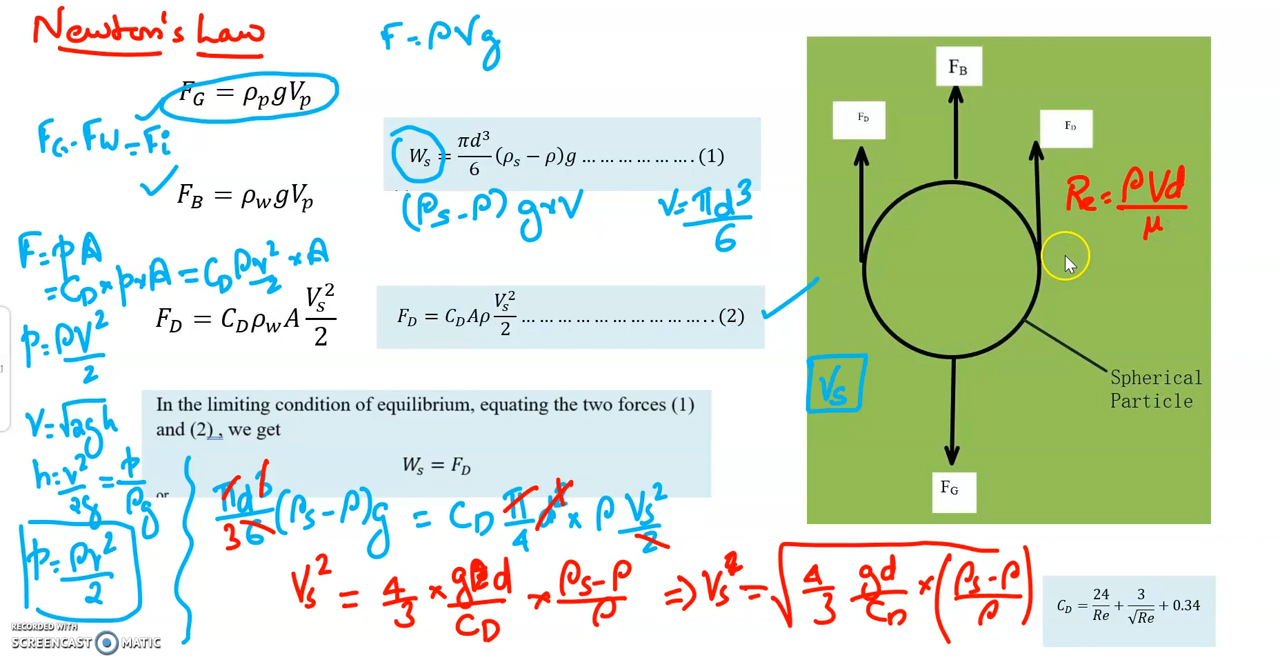 Newton's Law
F = ρVg
F_G = ρ_p g V_p
F_G - F_W = F_i
F_B = ρ_w g V_p
W_s = πd³/6 (ρ_s − ρ)g ... ... ... ... ... . (1)
(ρ_s - ρ) g × V
V = πd³/6
F = pA
= C_D × p × A = C_D ρv²/2 × A
F_D = C_D ρ_w A V_s²/2
F_D = C_D Aρ V_s²/2 ... ... ... ... ... ... ... ... ... . . (2)
p = ρV²/2
V = √2gh
h = v²/2g = p/ρg
p = ρv²/2
In the limiting condition of equilibrium, equating the two forces (1)
and (2) , we get
W_s = F_D
or
πd³/6 (ρ_s - ρ)g = C_D π/4 d² × ρ V_s²/2
3
V_s² = 4/3 × gd/C_D × ρ_s-ρ/ρ ⇒ V_s = √4/3 gd/C_D × (ρ_s-ρ/ρ)
F_B
F_D
F_D
Re = ρVd/μ
V_s
Spherical
Particle
F_G
C_D = 24/Re + 3/√Re + 0.34
RECORDED WITH
SCREENCAST MATIC